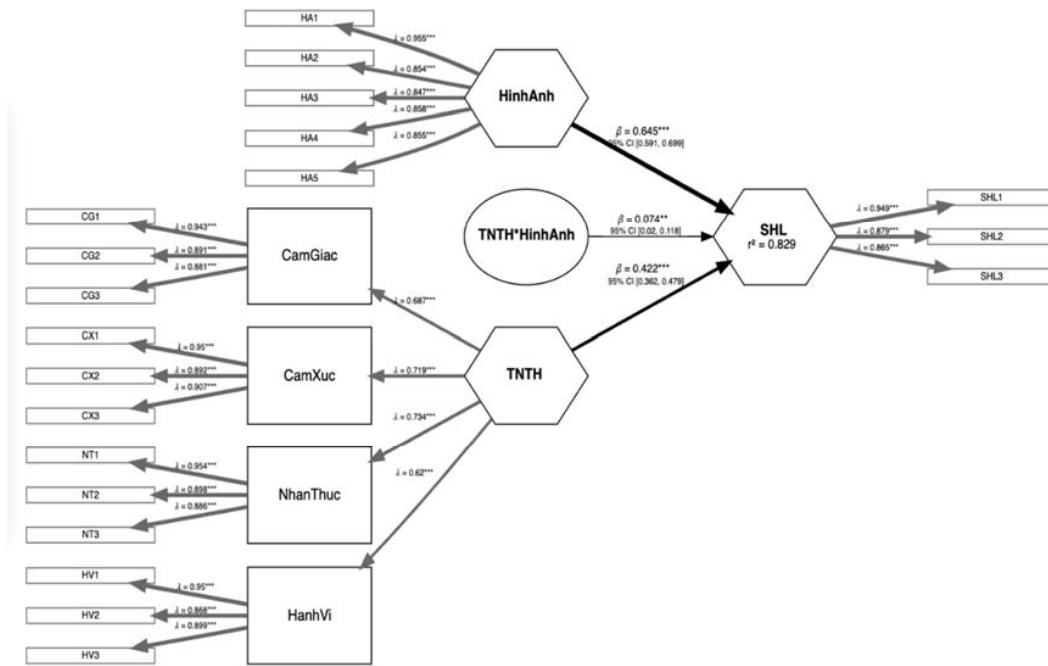 HA1
λ = 0.955***
HA2
λ = 0.854***
HA3
λ = 0.847***
HA4
λ = 0.858***
HA5
λ = 0.855***
HinhAnh
β = 0.645***
95% CI [0.591, 0.699]
TNTH*HinhAnh
β = 0.074**
95% CI [0.02, 0.118]
SHL
r² = 0.829
β = 0.422***
95% CI [0.362, 0.479]
λ = 0.949***
SHL1
λ = 0.879***
SHL2
λ = 0.865***
SHL3
CG1
λ = 0.943***
CG2
λ = 0.891***
CG3
λ = 0.881***
CamGiac
λ = 0.687***
CX1
λ = 0.95***
CX2
λ = 0.892***
CX3
λ = 0.907***
CamXuc
λ = 0.719***
TNTH
NT1
λ = 0.954***
NT2
λ = 0.898***
NT3
λ = 0.886***
NhanThuc
λ = 0.734***
HV1
λ = 0.95***
HV2
λ = 0.868***
HV3
λ = 0.899***
HanhVi
λ = 0.62***